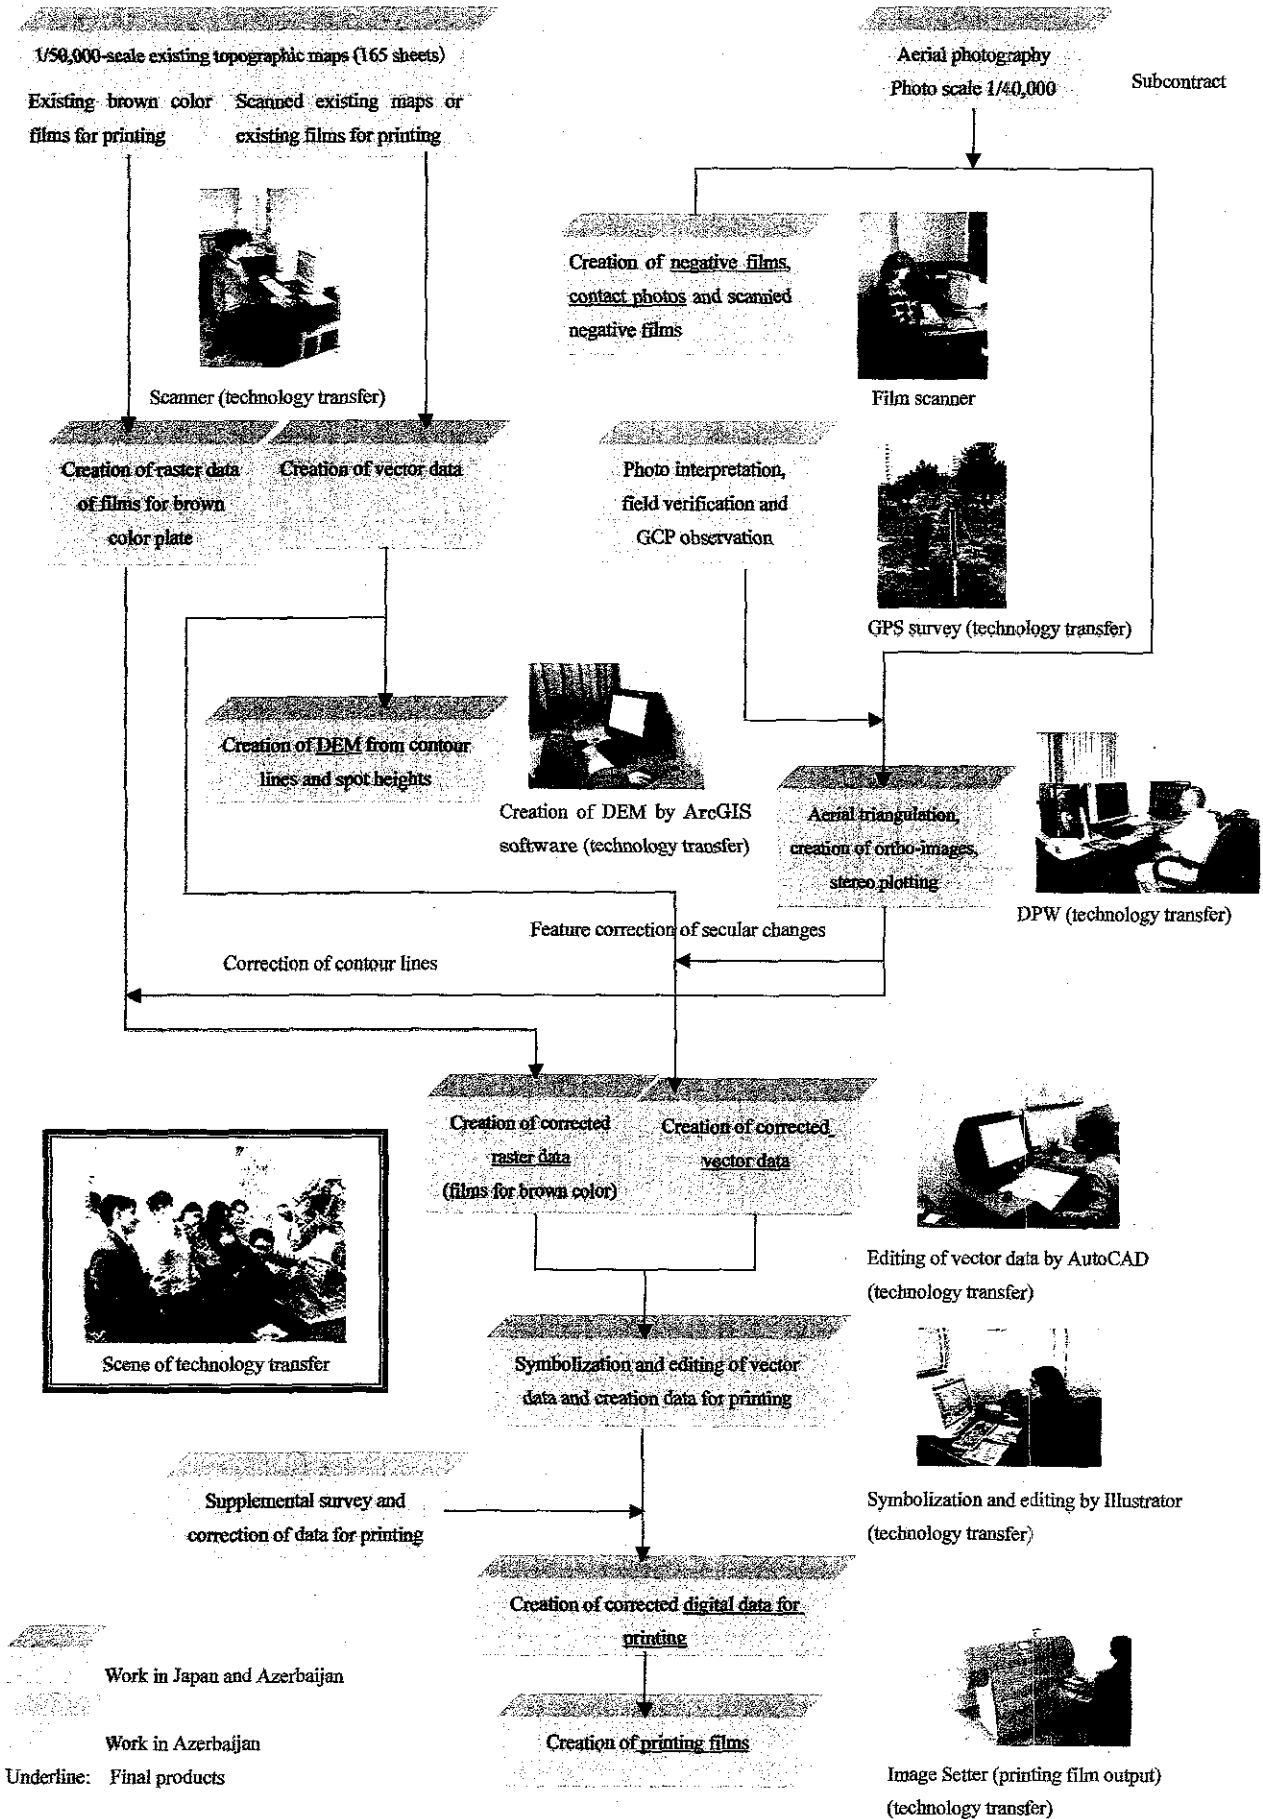 1/50,000-scale existing topographic maps (165 sheets)
Existing brown color
films for printing
Scanned existing maps or
existing films for printing
Aerial photography
Photo scale 1/40,000
Subcontract
Creation of negative films,
contact photos and scanned
negative films
Scanner (technology transfer)
Film scanner
Creation of raster data
of films for brown
color plate
Creation of vector data
Photo interpretation,
field verification and
GCP observation
GPS survey (technology transfer)
Creation of DEM from contour
lines and spot heights
Creation of DEM by ArcGIS
software (technology transfer)
Aerial triangulation,
creation of ortho-images,
stereo plotting
DPW (technology transfer)
Feature correction of secular changes
Correction of contour lines
Creation of corrected
raster data
(films for brown color)
Creation of corrected
vector data
Editing of vector data by AutoCAD
(technology transfer)
Scene of technology transfer
Symbolization and editing of vector
data and creation data for printing
Symbolization and editing by Illustrator
(technology transfer)
Supplemental survey and
correction of data for printing
Creation of corrected digital data for
printing
Work in Japan and Azerbaijan
Work in Azerbaijan
Underline: Final products
Creation of printing films
Image Setter (printing film output)
(technology transfer)